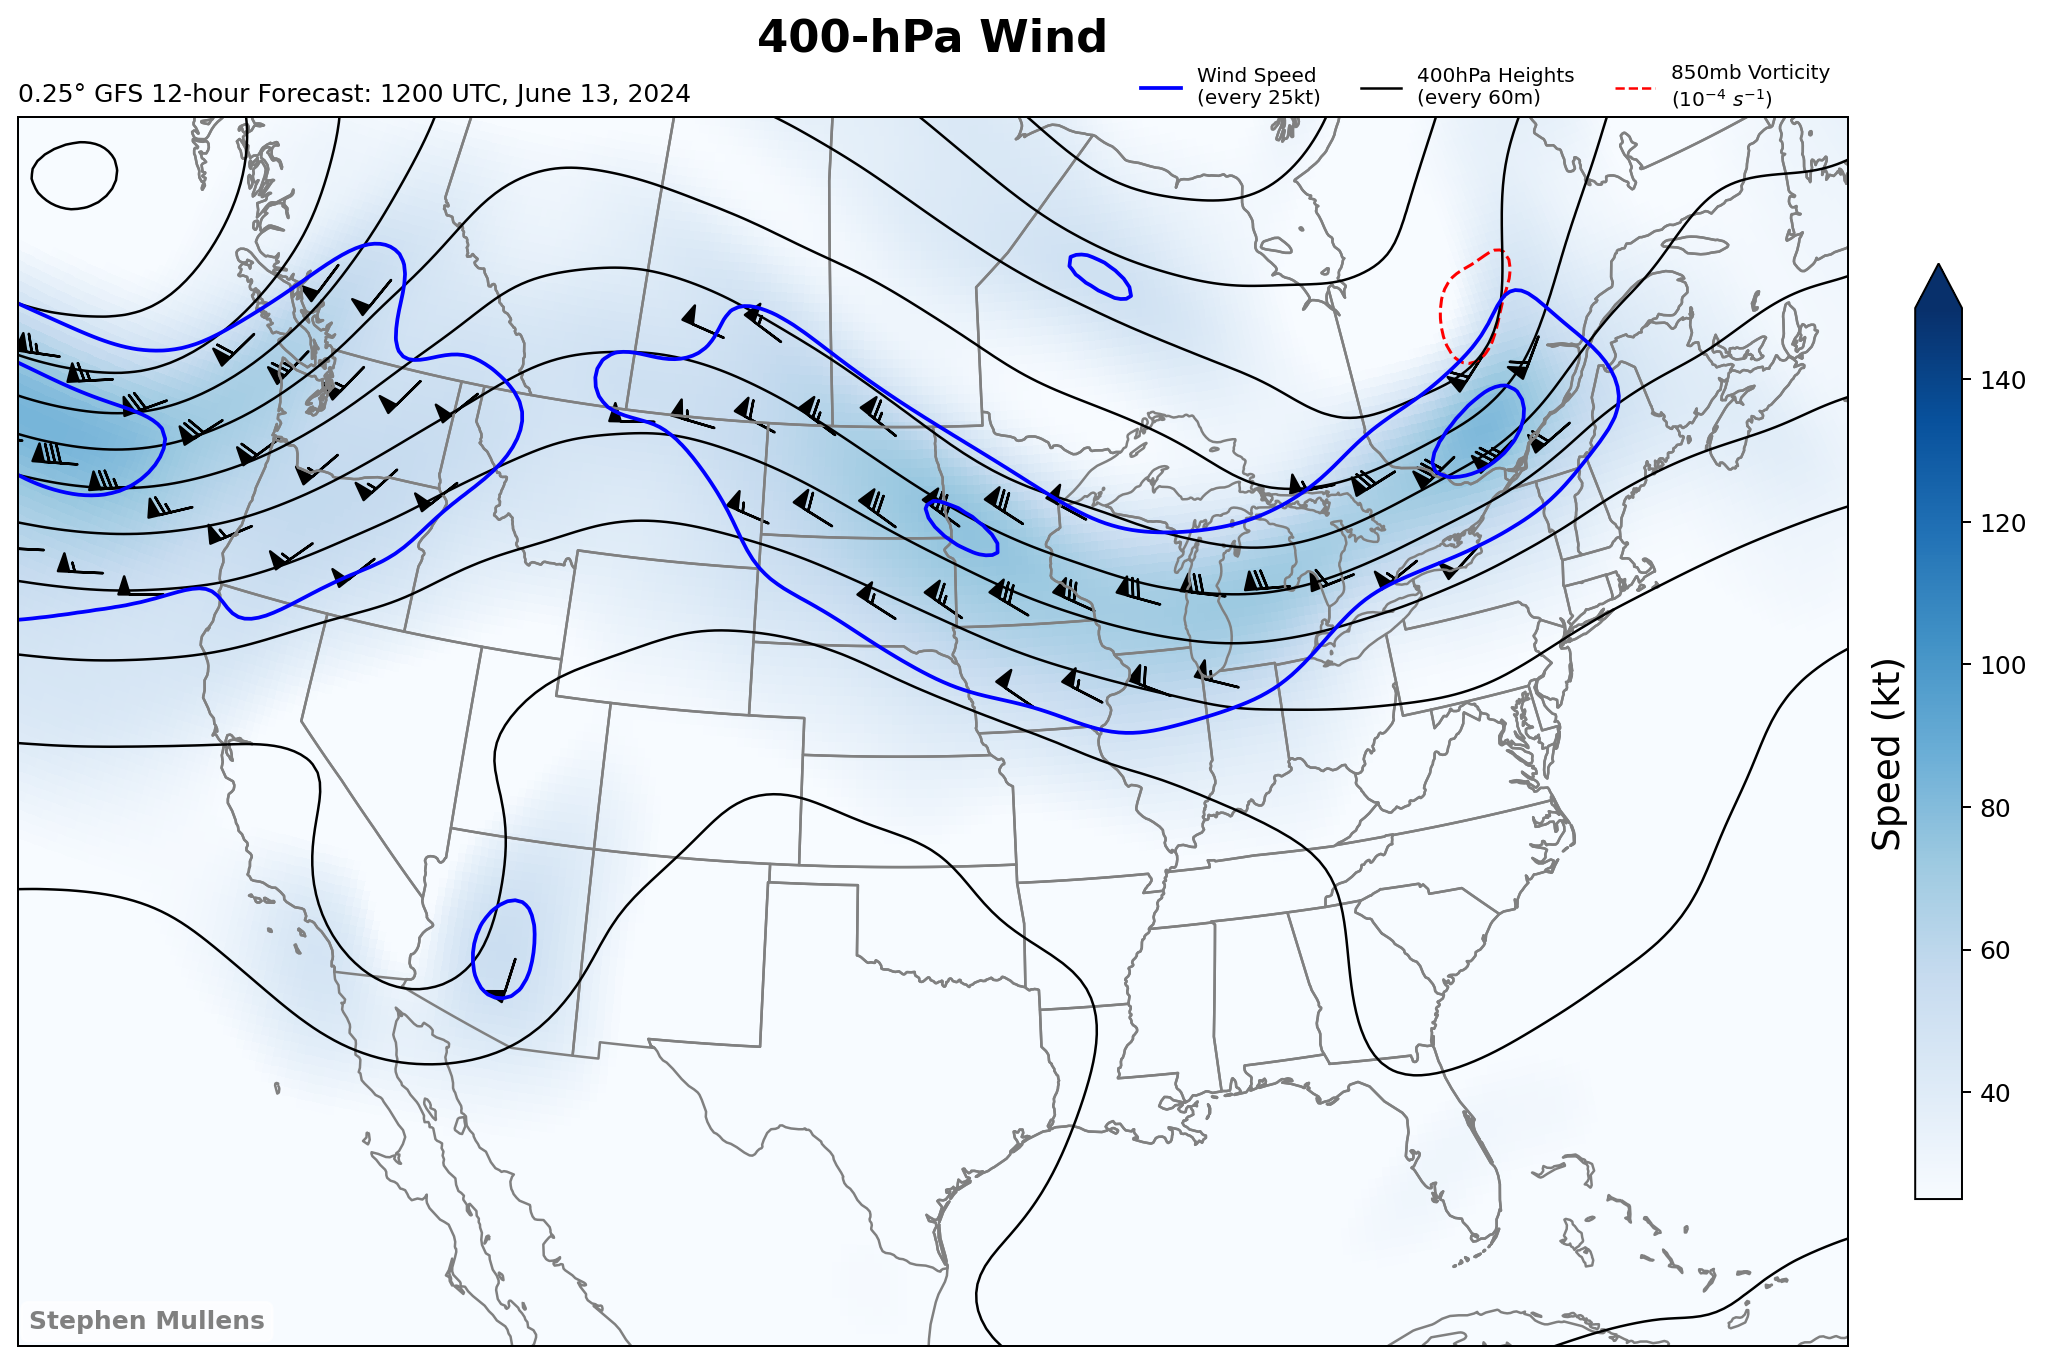 400-hPa Wind
0.25° GFS 12-hour Forecast: 1200 UTC, June 13, 2024
Wind Speed
(every 25kt)
400hPa Heights
(every 60m)
850mb Vorticity
(10⁻⁴ s⁻¹)
140
120
100
80
60
40
Speed (kt)
Stephen Mullens